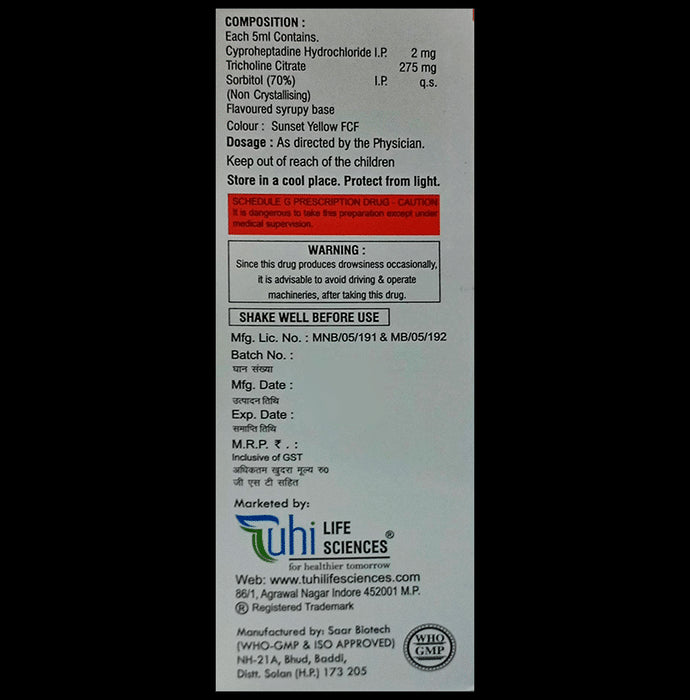 COMPOSITION :
Each 5ml Contains.
Cyproheptadine Hydrochloride I.P. 2 mg
Tricholine Citrate 275 mg
Sorbitol (70%) I.P. q.s.
(Non Crystallising)
Flavoured syrupy base
Colour : Sunset Yellow FCF
Dosage : As directed by the Physician.
Keep out of reach of the children
Store in a cool place. Protect from light.
SCHEDULE G PRESCRIPTION DRUG - CAUTION
It is dangerous to take this preparation except under
medical supervision.
WARNING :
Since this drug produces drowsiness occasionally,
it is advisable to avoid driving & operate
machineries, after taking this drug.
SHAKE WELL BEFORE USE
Mfg. Lic. No. : MNB/05/191 & MB/05/192
Batch No. :
घान संख्या
Mfg. Date :
उत्पादन तिथि
Exp. Date :
समाप्ति तिथि
M.R.P. ₹ . :
Inclusive of GST
अधिकतम खुदरा मूल्य रु०
जी एस टी सहित
Marketed by:
Tuhi LIFE SCIENCES®
for healthier tomorrow
Web: www.tuhilifesciences.com
86/1, Agrawal Nagar Indore 452001 M.P.
® Registered Trademark
Manufactured by: Saar Biotech
(WHO-GMP & ISO APPROVED)
NH-21A, Bhud, Baddi,
Distt. Solan (H.P.) 173 205
WHO
GMP